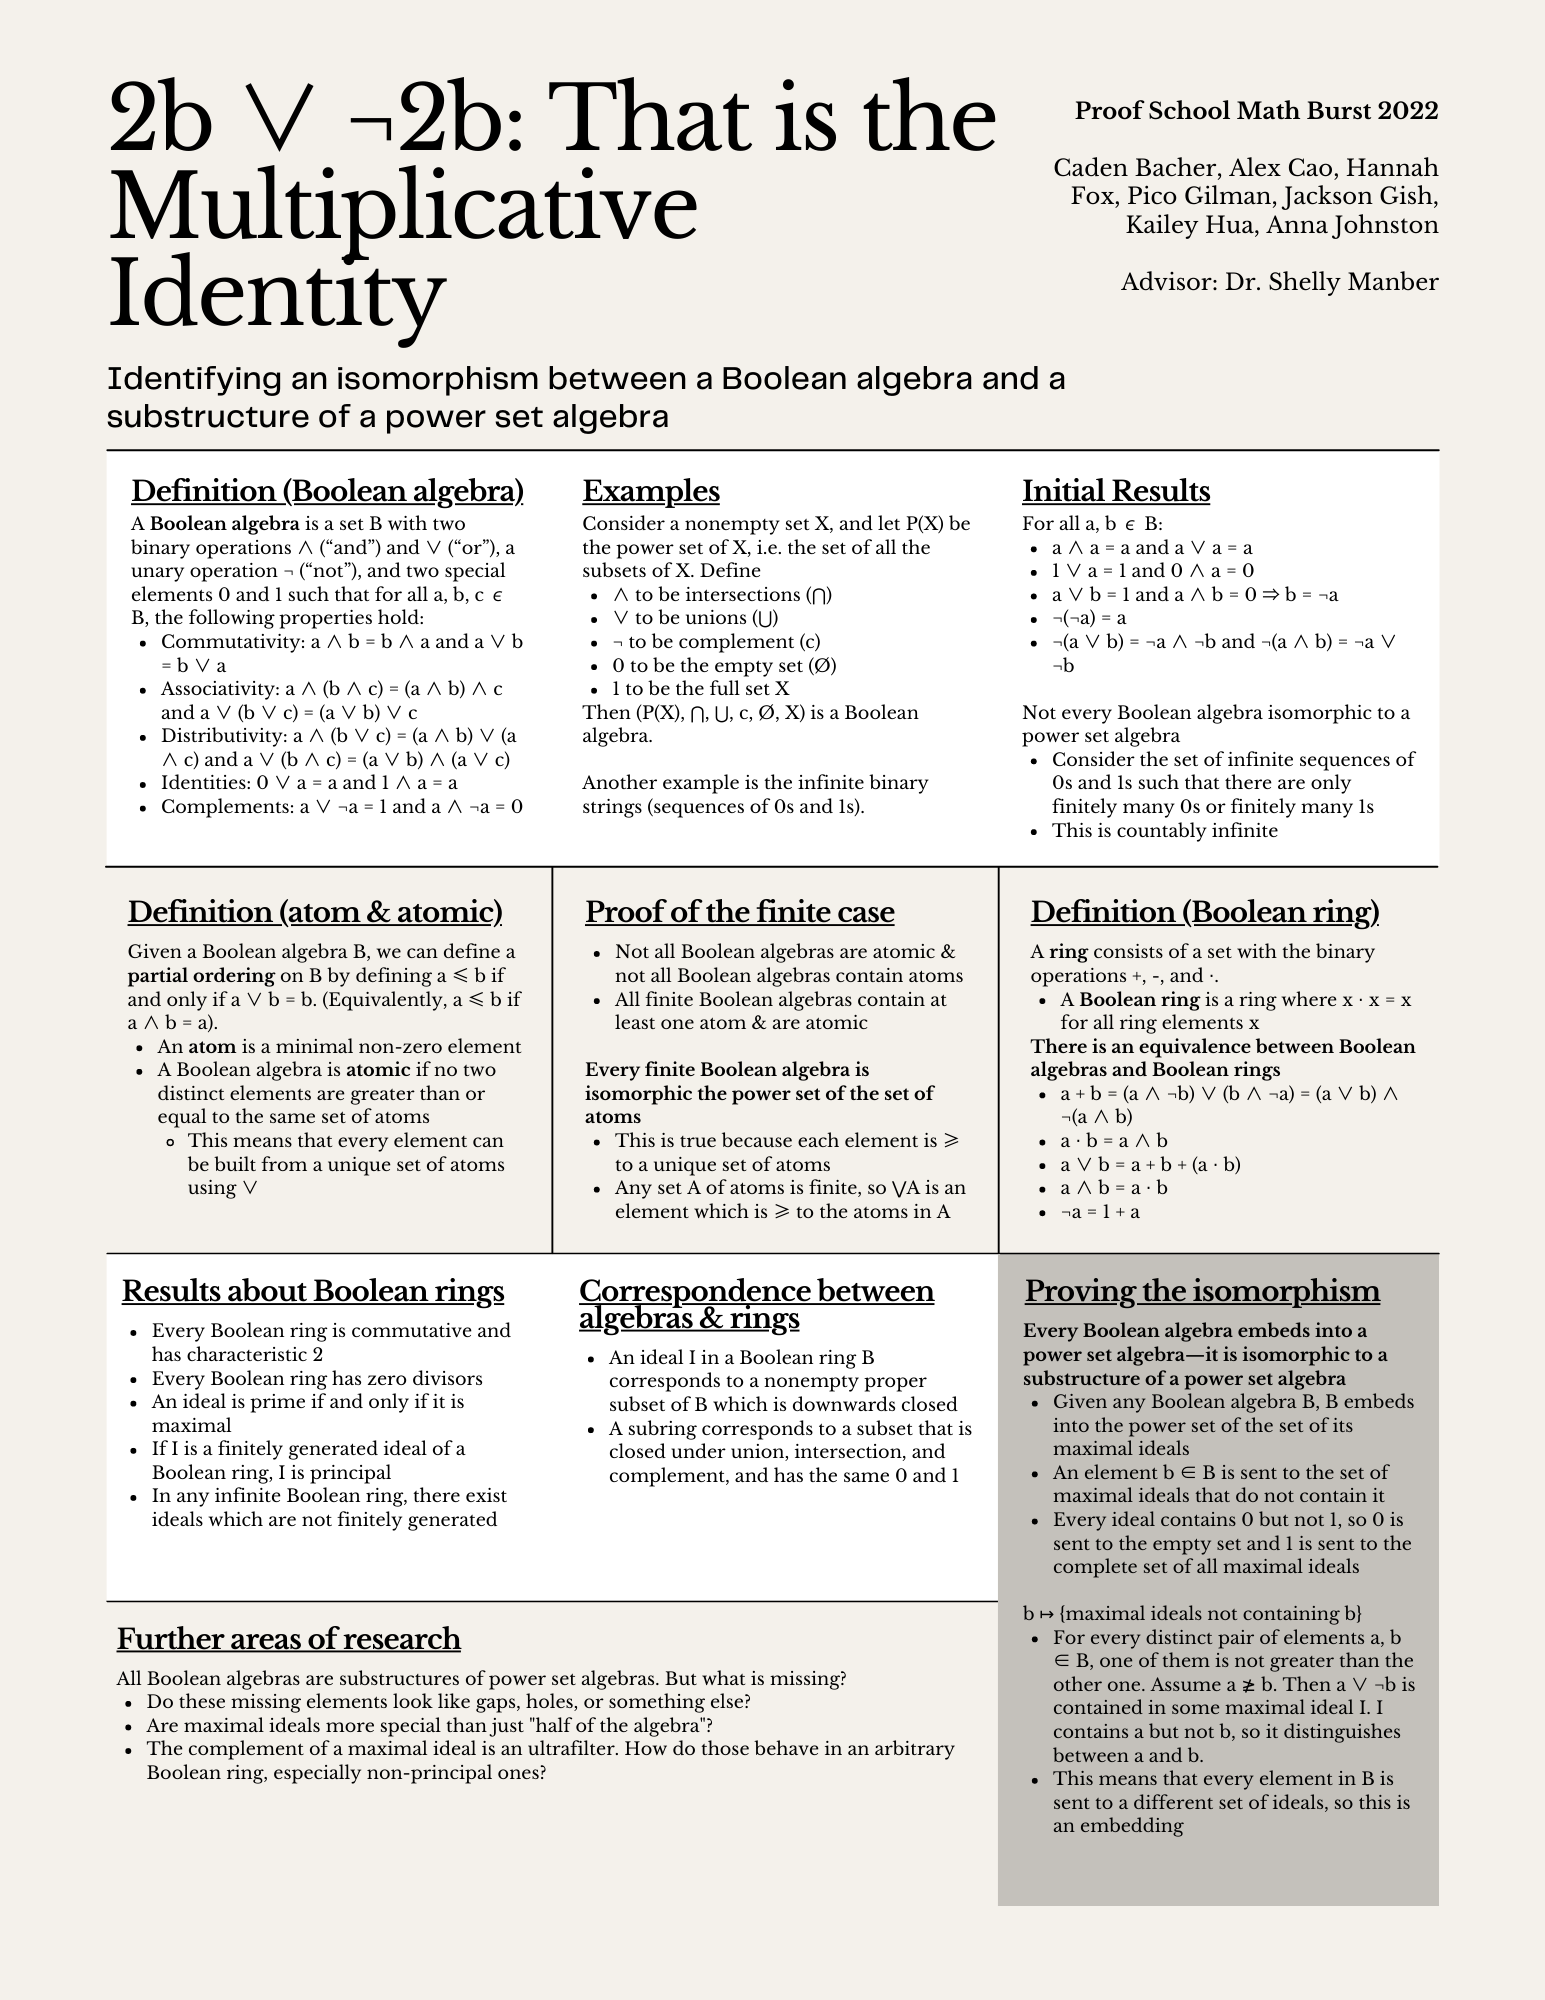 2b ∨ ¬2b: That is the
Multiplicative
Identity
Proof School Math Burst 2022
Caden Bacher, Alex Cao, Hannah
Fox, Pico Gilman, Jackson Gish,
Kailey Hua, Anna Johnston
Advisor: Dr. Shelly Manber
Identifying an isomorphism between a Boolean algebra and a
substructure of a power set algebra
Definition (Boolean algebra)
A Boolean algebra is a set B with two
binary operations ∧ (“and”) and ∨ (“or”), a
unary operation ¬ (“not”), and two special
elements 0 and 1 such that for all a, b, c ϵ
B, the following properties hold:
• Commutativity: a ∧ b = b ∧ a and a ∨ b
= b ∨ a
• Associativity: a ∧ (b ∧ c) = (a ∧ b) ∧ c
and a ∨ (b ∨ c) = (a ∨ b) ∨ c
• Distributivity: a ∧ (b ∨ c) = (a ∧ b) ∨ (a
∧ c) and a ∨ (b ∧ c) = (a ∨ b) ∧ (a ∨ c)
• Identities: 0 ∨ a = a and 1 ∧ a = a
• Complements: a ∨ ¬a = 1 and a ∧ ¬a = 0
Examples
Consider a nonempty set X, and let P(X) be
the power set of X, i.e. the set of all the
subsets of X. Define
• ∧ to be intersections (⋂)
• ∨ to be unions (⋃)
• ¬ to be complement (c)
• 0 to be the empty set (Ø)
• 1 to be the full set X
Then (P(X), ⋂, ⋃, c, Ø, X) is a Boolean
algebra.
Another example is the infinite binary
strings (sequences of 0s and 1s).
Initial Results
For all a, b ϵ B:
• a ∧ a = a and a ∨ a = a
• 1 ∨ a = 1 and 0 ∧ a = 0
• a ∨ b = 1 and a ∧ b = 0 ⇒ b = ¬a
• ¬(¬a) = a
• ¬(a ∨ b) = ¬a ∧ ¬b and ¬(a ∧ b) = ¬a ∨
¬b
Not every Boolean algebra isomorphic to a
power set algebra
• Consider the set of infinite sequences of
0s and 1s such that there are only
finitely many 0s or finitely many 1s
• This is countably infinite
Definition (atom & atomic)
Given a Boolean algebra B, we can define a
partial ordering on B by defining a ⩽ b if
and only if a ∨ b = b. (Equivalently, a ⩽ b if
a ∧ b = a).
• An atom is a minimal non-zero element
• A Boolean algebra is atomic if no two
distinct elements are greater than or
equal to the same set of atoms
◦ This means that every element can
be built from a unique set of atoms
using ∨
Proof of the finite case
• Not all Boolean algebras are atomic &
not all Boolean algebras contain atoms
• All finite Boolean algebras contain at
least one atom & are atomic
Every finite Boolean algebra is
isomorphic the power set of the set of
atoms
• This is true because each element is ⩾
to a unique set of atoms
• Any set A of atoms is finite, so ⋁A is an
element which is ⩾ to the atoms in A
Definition (Boolean ring)
A ring consists of a set with the binary
operations +, -, and ·.
• A Boolean ring is a ring where x · x = x
for all ring elements x
There is an equivalence between Boolean
algebras and Boolean rings
• a + b = (a ∧ ¬b) ∨ (b ∧ ¬a) = (a ∨ b) ∧
¬(a ∧ b)
• a · b = a ∧ b
• a ∨ b = a + b + (a · b)
• a ∧ b = a · b
• ¬a = 1 + a
Results about Boolean rings
• Every Boolean ring is commutative and
has characteristic 2
• Every Boolean ring has zero divisors
• An ideal is prime if and only if it is
maximal
• If I is a finitely generated ideal of a
Boolean ring, I is principal
• In any infinite Boolean ring, there exist
ideals which are not finitely generated
Correspondence between
algebras & rings
• An ideal I in a Boolean ring B
corresponds to a nonempty proper
subset of B which is downwards closed
• A subring corresponds to a subset that is
closed under union, intersection, and
complement, and has the same 0 and 1
Proving the isomorphism
Every Boolean algebra embeds into a
power set algebra—it is isomorphic to a
substructure of a power set algebra
• Given any Boolean algebra B, B embeds
into the power set of the set of its
maximal ideals
• An element b ∈ B is sent to the set of
maximal ideals that do not contain it
• Every ideal contains 0 but not 1, so 0 is
sent to the empty set and 1 is sent to the
complete set of all maximal ideals
b ↦ {maximal ideals not containing b}
• For every distinct pair of elements a, b
∈ B, one of them is not greater than the
other one. Assume a ≱ b. Then a ∨ ¬b is
contained in some maximal ideal I. I
contains a but not b, so it distinguishes
between a and b.
• This means that every element in B is
sent to a different set of ideals, so this is
an embedding
Further areas of research
All Boolean algebras are substructures of power set algebras. But what is missing?
• Do these missing elements look like gaps, holes, or something else?
• Are maximal ideals more special than just "half of the algebra"?
• The complement of a maximal ideal is an ultrafilter. How do those behave in an arbitrary
Boolean ring, especially non-principal ones?